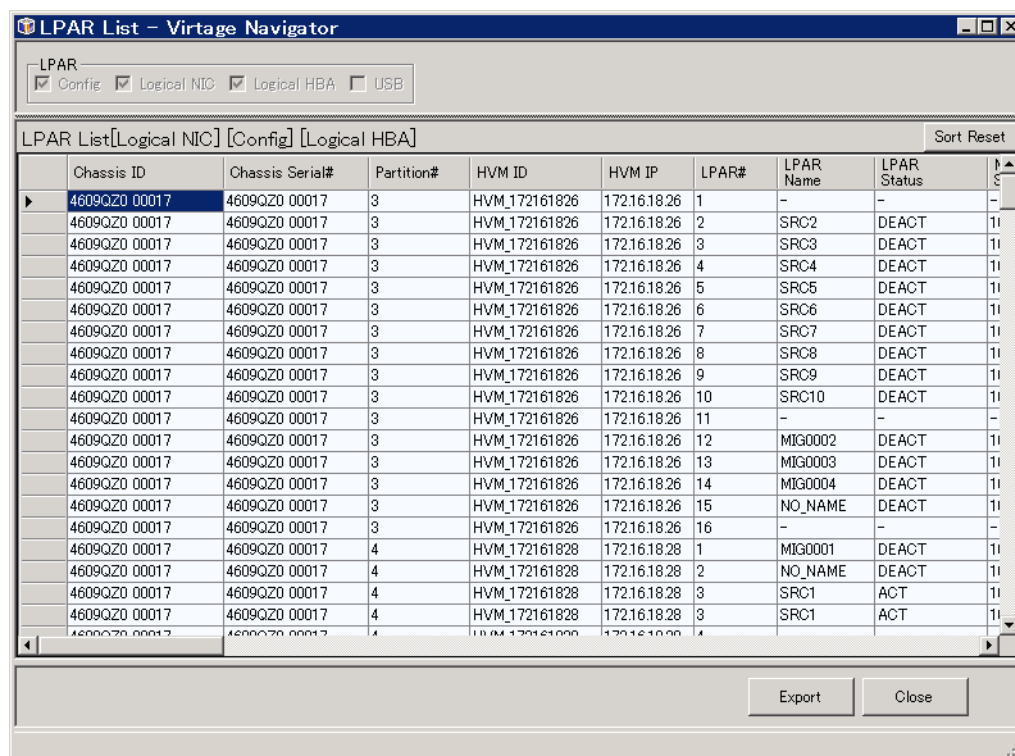 LPAR List - Virtage Navigator
LPAR
Config Logical NIC Logical HBA USB
LPAR List[Logical NIC] [Config] [Logical HBA]
Sort Reset
Chassis ID Chassis Serial# Partition# HVM ID HVM IP LPAR# LPAR Name LPAR Status
4609QZ0 00017 4609QZ0 00017 3 HVM_172161826 172.16.18.26 1 - - -
4609QZ0 00017 4609QZ0 00017 3 HVM_172161826 172.16.18.26 2 SRC2 DEACT
4609QZ0 00017 4609QZ0 00017 3 HVM_172161826 172.16.18.26 3 SRC3 DEACT
4609QZ0 00017 4609QZ0 00017 3 HVM_172161826 172.16.18.26 4 SRC4 DEACT
4609QZ0 00017 4609QZ0 00017 3 HVM_172161826 172.16.18.26 5 SRC5 DEACT
4609QZ0 00017 4609QZ0 00017 3 HVM_172161826 172.16.18.26 6 SRC6 DEACT
4609QZ0 00017 4609QZ0 00017 3 HVM_172161826 172.16.18.26 7 SRC7 DEACT
4609QZ0 00017 4609QZ0 00017 3 HVM_172161826 172.16.18.26 8 SRC8 DEACT
4609QZ0 00017 4609QZ0 00017 3 HVM_172161826 172.16.18.26 9 SRC9 DEACT
4609QZ0 00017 4609QZ0 00017 3 HVM_172161826 172.16.18.26 10 SRC10 DEACT
4609QZ0 00017 4609QZ0 00017 3 HVM_172161826 172.16.18.26 11 - - -
4609QZ0 00017 4609QZ0 00017 3 HVM_172161826 172.16.18.26 12 MIG0002 DEACT
4609QZ0 00017 4609QZ0 00017 3 HVM_172161826 172.16.18.26 13 MIG0003 DEACT
4609QZ0 00017 4609QZ0 00017 3 HVM_172161826 172.16.18.26 14 MIG0004 DEACT
4609QZ0 00017 4609QZ0 00017 3 HVM_172161826 172.16.18.26 15 NO_NAME DEACT
4609QZ0 00017 4609QZ0 00017 3 HVM_172161826 172.16.18.26 16 - - -
4609QZ0 00017 4609QZ0 00017 4 HVM_172161828 172.16.18.28 1 MIG0001 DEACT
4609QZ0 00017 4609QZ0 00017 4 HVM_172161828 172.16.18.28 2 NO_NAME DEACT
4609QZ0 00017 4609QZ0 00017 4 HVM_172161828 172.16.18.28 3 SRC1 ACT
4609QZ0 00017 4609QZ0 00017 4 HVM_172161828 172.16.18.28 3 SRC1 ACT
Export Close